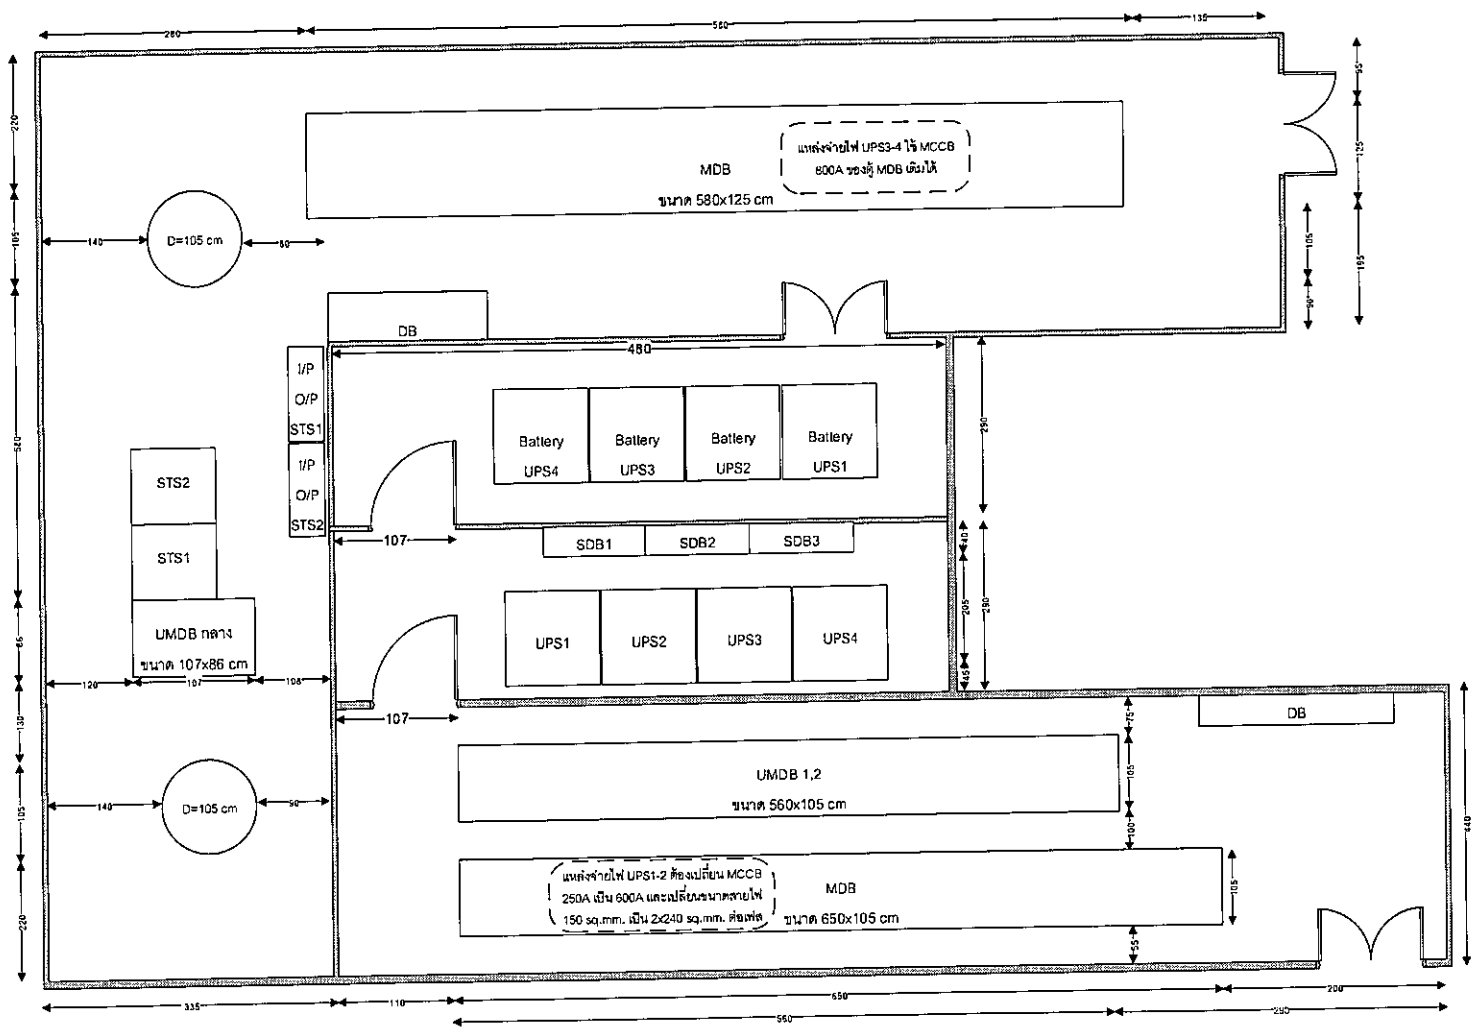 280
560
135
220
95
125
แหล่งจ่ายไฟ UPS3-4 ใช้ MCCB
800A ของตู้ MDB เดิมได้
MDB
ขนาด 580x125 cm
105
140
D=105 cm
105
195
90
DB
480
I/P
O/P
STS1
I/P
O/P
STS2
Battery
UPS4
Battery
UPS3
Battery
UPS2
Battery
UPS1
290
STS2
STS1
107
SDB1
SDB2
SDB3
40
205
290
45
UPS1
UPS2
UPS3
UPS4
UMDB กลาง
ขนาด 107x86 cm
120
107
107
130
75
DB
UMDB 1,2
ขนาด 560x105 cm
105
100
140
D=105 cm
105
440
แหล่งจ่ายไฟ UPS1-2 ต้องเปลี่ยน MCCB
250A เป็น 600A และเปลี่ยนขนาดสายไฟ
150 sq.mm. เป็น 2x240 sq.mm. ต่อเฟส
MDB
ขนาด 650x105 cm
105
220
55
335
110
650
200
560
290